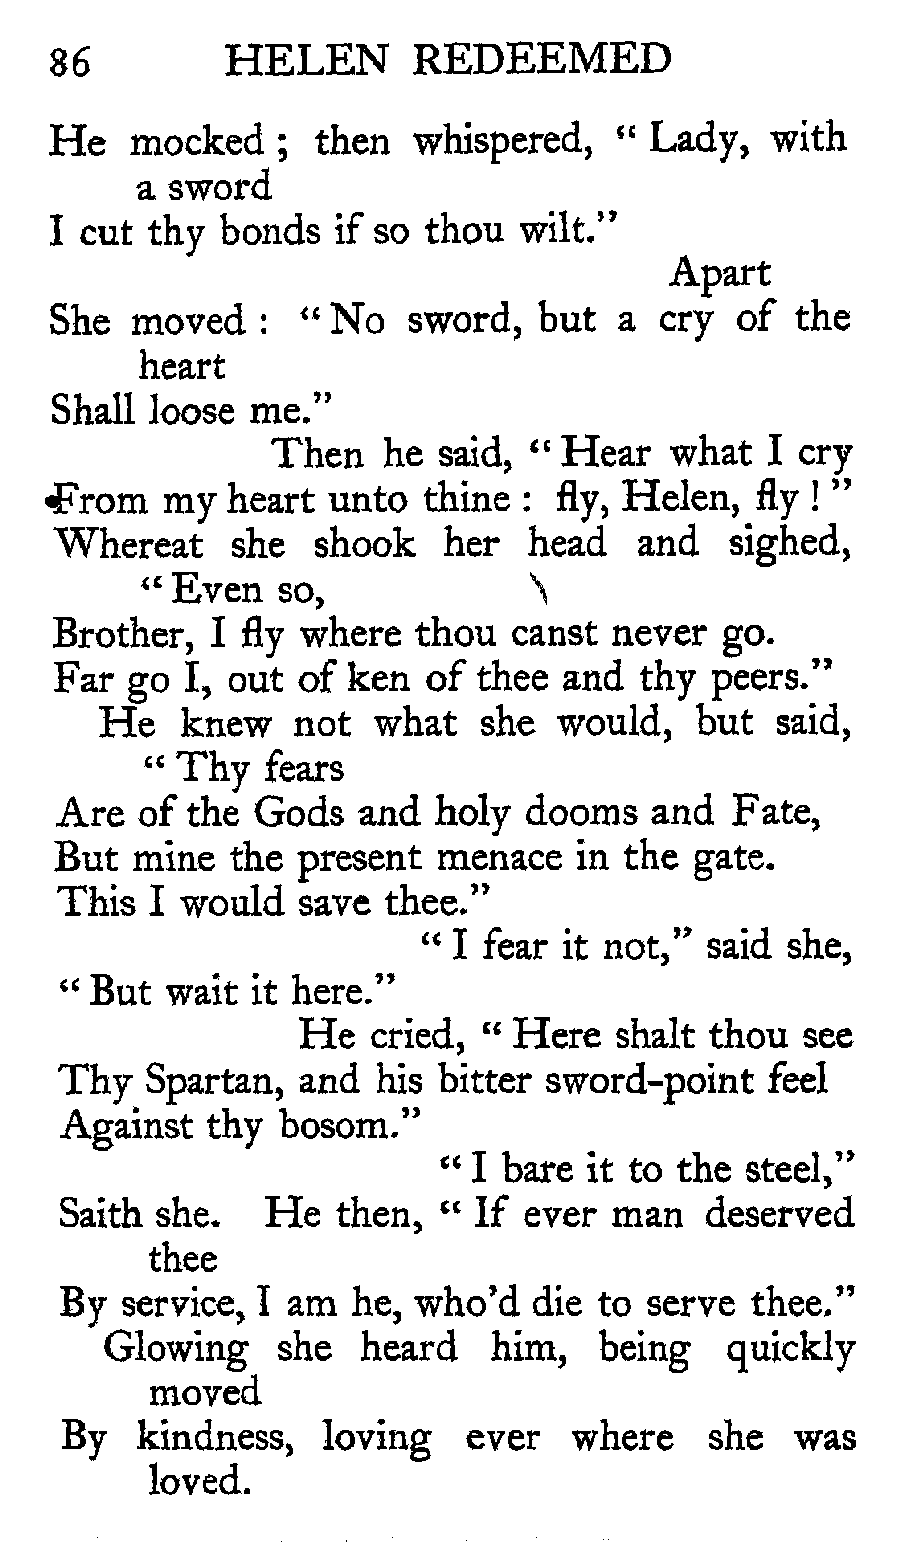 86 HELEN REDEEMED
He mocked ; then whispered, “ Lady, with
a sword
I cut thy bonds if so thou wilt.”
Apart
She moved : “ No sword, but a cry of the
heart
Shall loose me.”
Then he said, “ Hear what I cry
From my heart unto thine : fly, Helen, fly ! ”
Whereat she shook her head and sighed,
“ Even so,
Brother, I fly where thou canst never go.
Far go I, out of ken of thee and thy peers.”
He knew not what she would, but said,
“ Thy fears
Are of the Gods and holy dooms and Fate,
But mine the present menace in the gate.
This I would save thee.”
“ I fear it not,” said she,
“ But wait it here.”
He cried, “ Here shalt thou see
Thy Spartan, and his bitter sword-point feel
Against thy bosom.”
“ I bare it to the steel,”
Saith she. He then, “ If ever man deserved
thee
By service, I am he, who’d die to serve thee.”
Glowing she heard him, being quickly
moved
By kindness, loving ever where she was
loved.